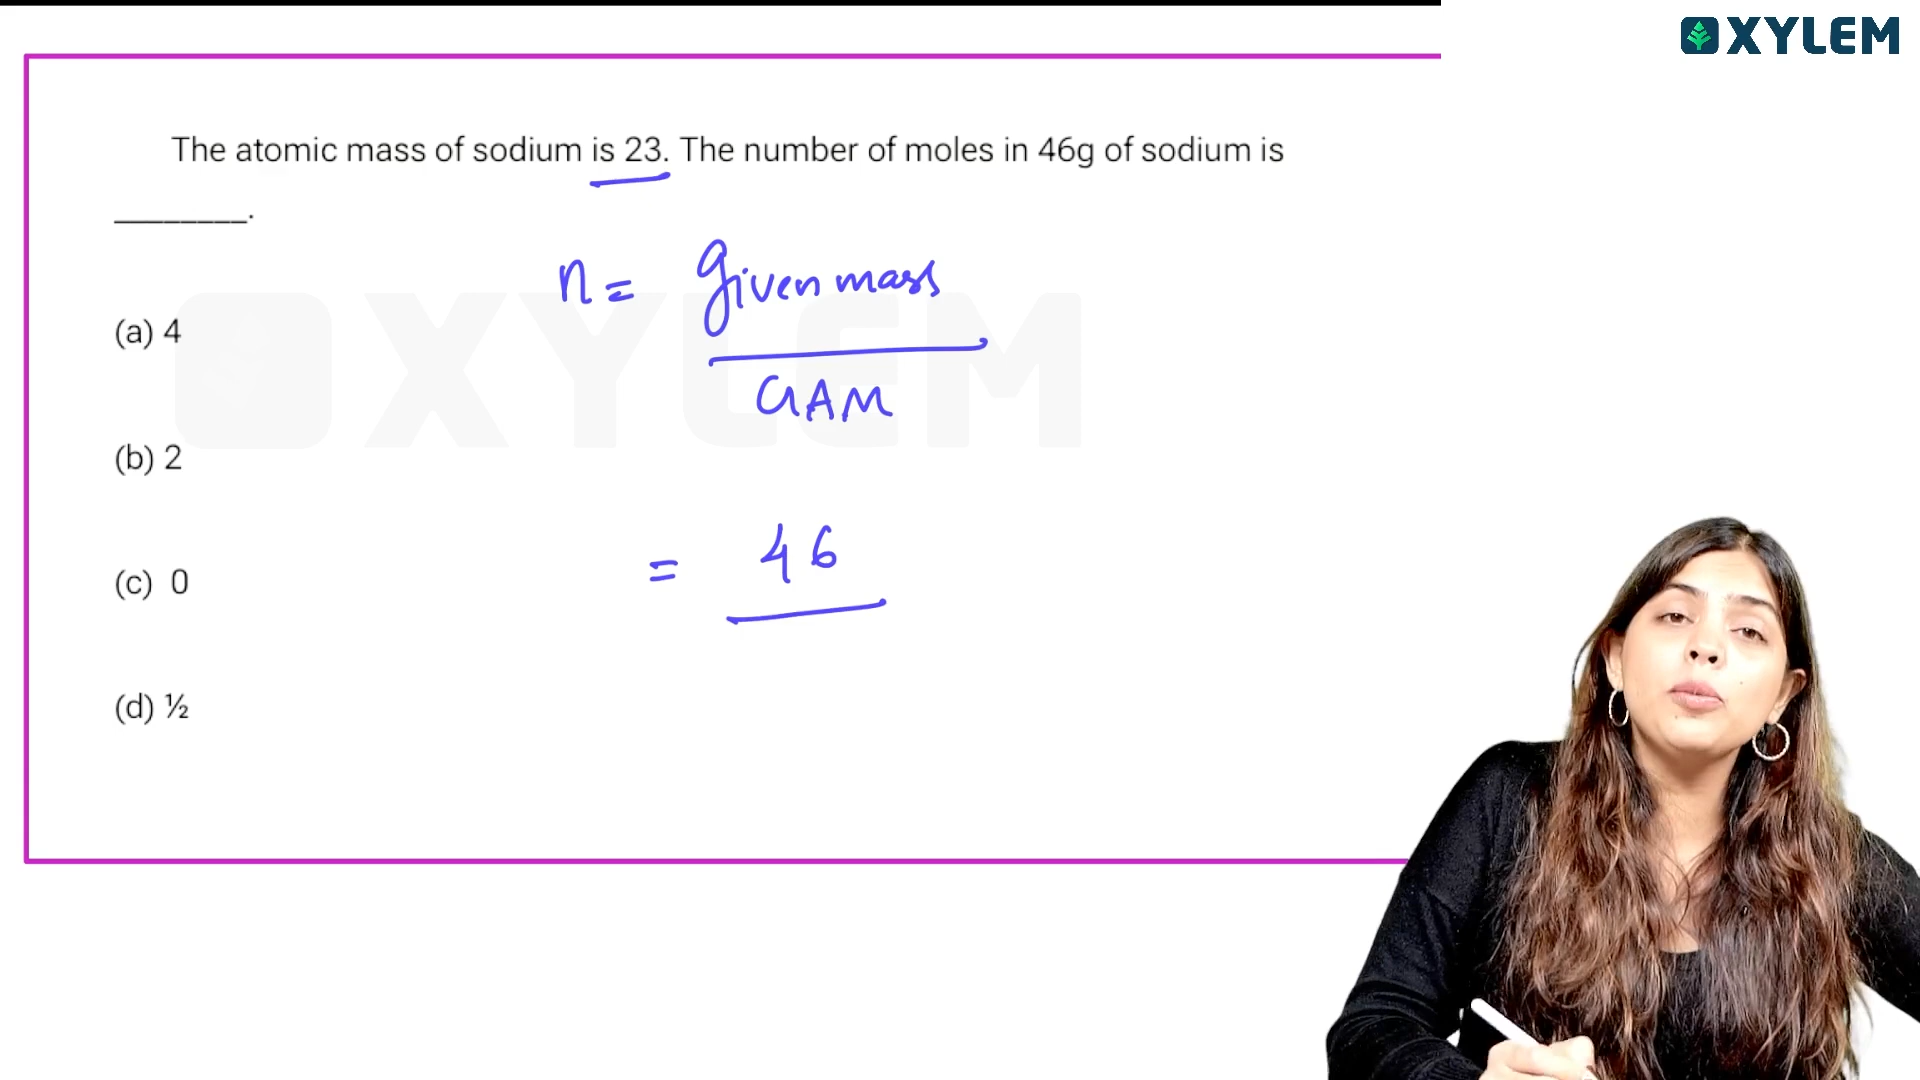 XYLEM
The atomic mass of sodium is 23. The number of moles in 46g of sodium is
________.
n = Given mass
GAM
(a) 4
(b) 2
= 46
(c) 0
(d) ½
XYLEM